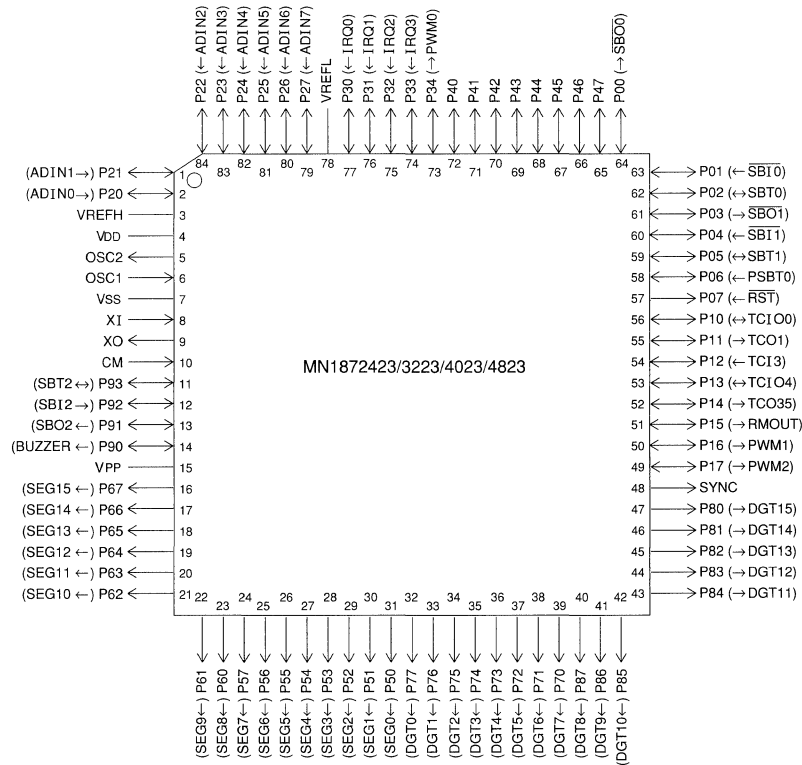 P22 (←ADIN2)
P23 (←ADIN3)
P24 (←ADIN4)
P25 (←ADIN5)
P26 (←ADIN6)
P27 (←ADIN7)
VREFL
P30 (←IRQ0)
P31 (←IRQ1)
P32 (←IRQ2)
P33 (←IRQ3)
P34 (→PWM0)
P40
P41
P42
P43
P44
P45
P46
P47
P00 (→S̅B̅O̅0̅)
84 83 82 81 80 79 78 77 76 75 74 73 72 71 70 69 68 67 66 65 64
(ADIN1→) P21 1
(ADIN0→) P20 2
VREFH 3
VDD 4
OSC2 5
OSC1 6
VSS 7
XI 8
XO 9
CM 10
(SBT2↔) P93 11
(SBI2→) P92 12
(SBO2←) P91 13
(BUZZER ←) P90 14
VPP 15
(SEG15 ←) P67 16
(SEG14 ←) P66 17
(SEG13 ←) P65 18
(SEG12 ←) P64 19
(SEG11 ←) P63 20
(SEG10 ←) P62 21
MN1872423/3223/4023/4823
63 P01 (←S̅B̅I̅0̅)
62 P02 (↔SBT0)
61 P03 (→S̅B̅O̅1̅)
60 P04 (←S̅B̅I̅1̅)
59 P05 (↔SBT1)
58 P06 (←PSBT0)
57 P07 (←R̅S̅T̅)
56 P10 (↔TCIO0)
55 P11 (→TCO1)
54 P12 (←TCI3)
53 P13 (↔TCIO4)
52 P14 (→TCO35)
51 P15 (→RMOUT)
50 P16 (→PWM1)
49 P17 (→PWM2)
48 SYNC
47 P80 (→DGT15)
46 P81 (→DGT14)
45 P82 (→DGT13)
44 P83 (→DGT12)
43 P84 (→DGT11)
22 23 24 25 26 27 28 29 30 31 32 33 34 35 36 37 38 39 40 41 42
(SEG9←) P61
(SEG8←) P60
(SEG7←) P57
(SEG6←) P56
(SEG5←) P55
(SEG4←) P54
(SEG3←) P53
(SEG2←) P52
(SEG1←) P51
(SEG0←) P50
(DGT0←) P77
(DGT1←) P76
(DGT2←) P75
(DGT3←) P74
(DGT4←) P73
(DGT5←) P72
(DGT6←) P71
(DGT7←) P70
(DGT8←) P87
(DGT9←) P86
(DGT10←) P85